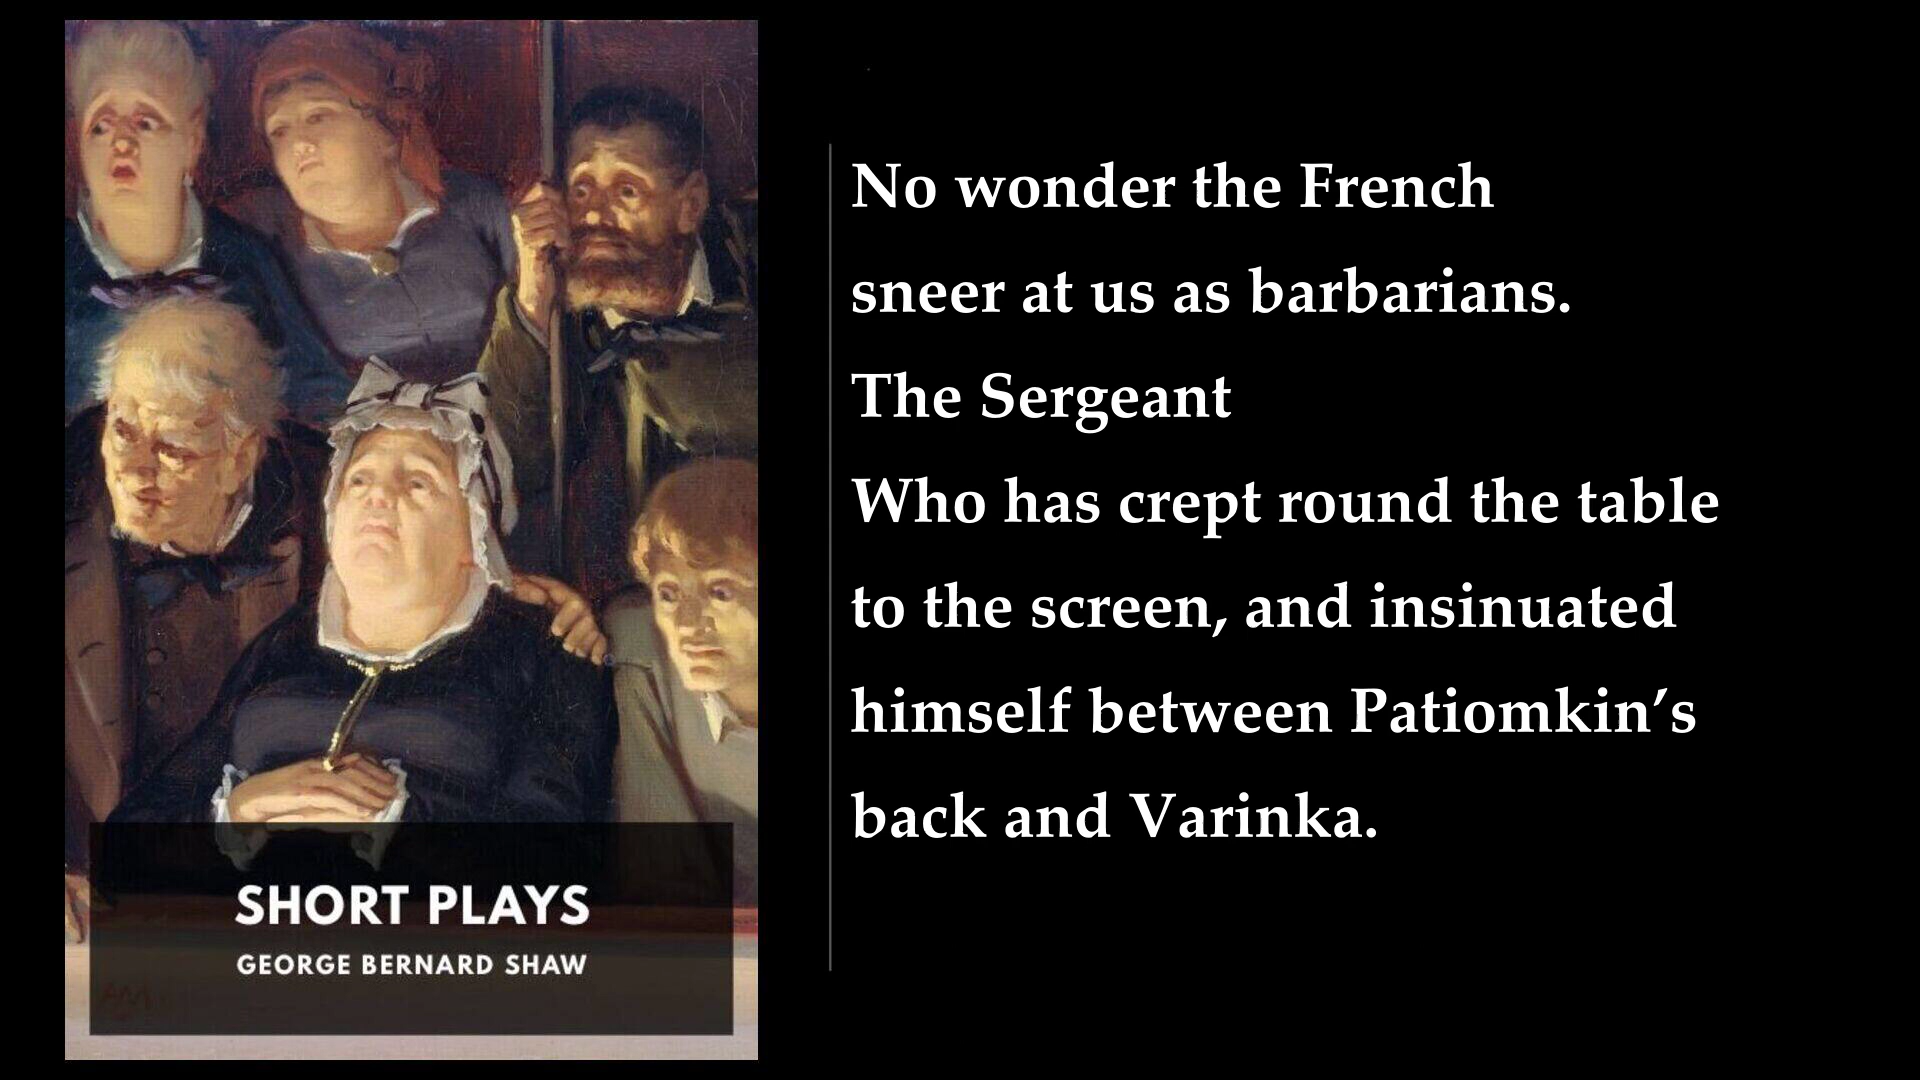 No wonder the French
sneer at us as barbarians.
The Sergeant
Who has crept round the table
to the screen, and insinuated
himself between Patiomkin’s
back and Varinka.
SHORT PLAYS
GEORGE BERNARD SHAW